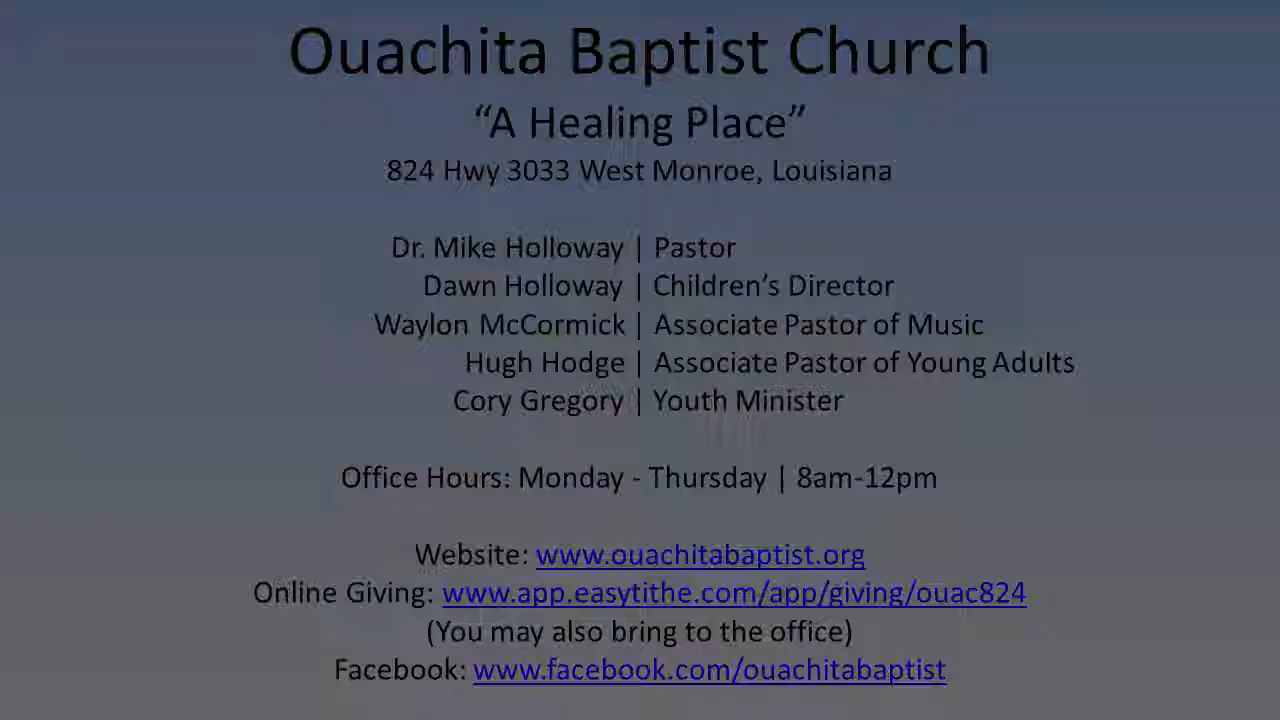 Ouachita Baptist Church
“A Healing Place”
824 Hwy 3033 West Monroe, Louisiana
Dr. Mike Holloway | Pastor
Dawn Holloway | Children’s Director
Waylon McCormick | Associate Pastor of Music
Hugh Hodge | Associate Pastor of Young Adults
Cory Gregory | Youth Minister
Office Hours: Monday - Thursday | 8am-12pm
Website: www.ouachitabaptist.org
Online Giving: www.app.easytithe.com/app/giving/ouac824
(You may also bring to the office)
Facebook: www.facebook.com/ouachitabaptist